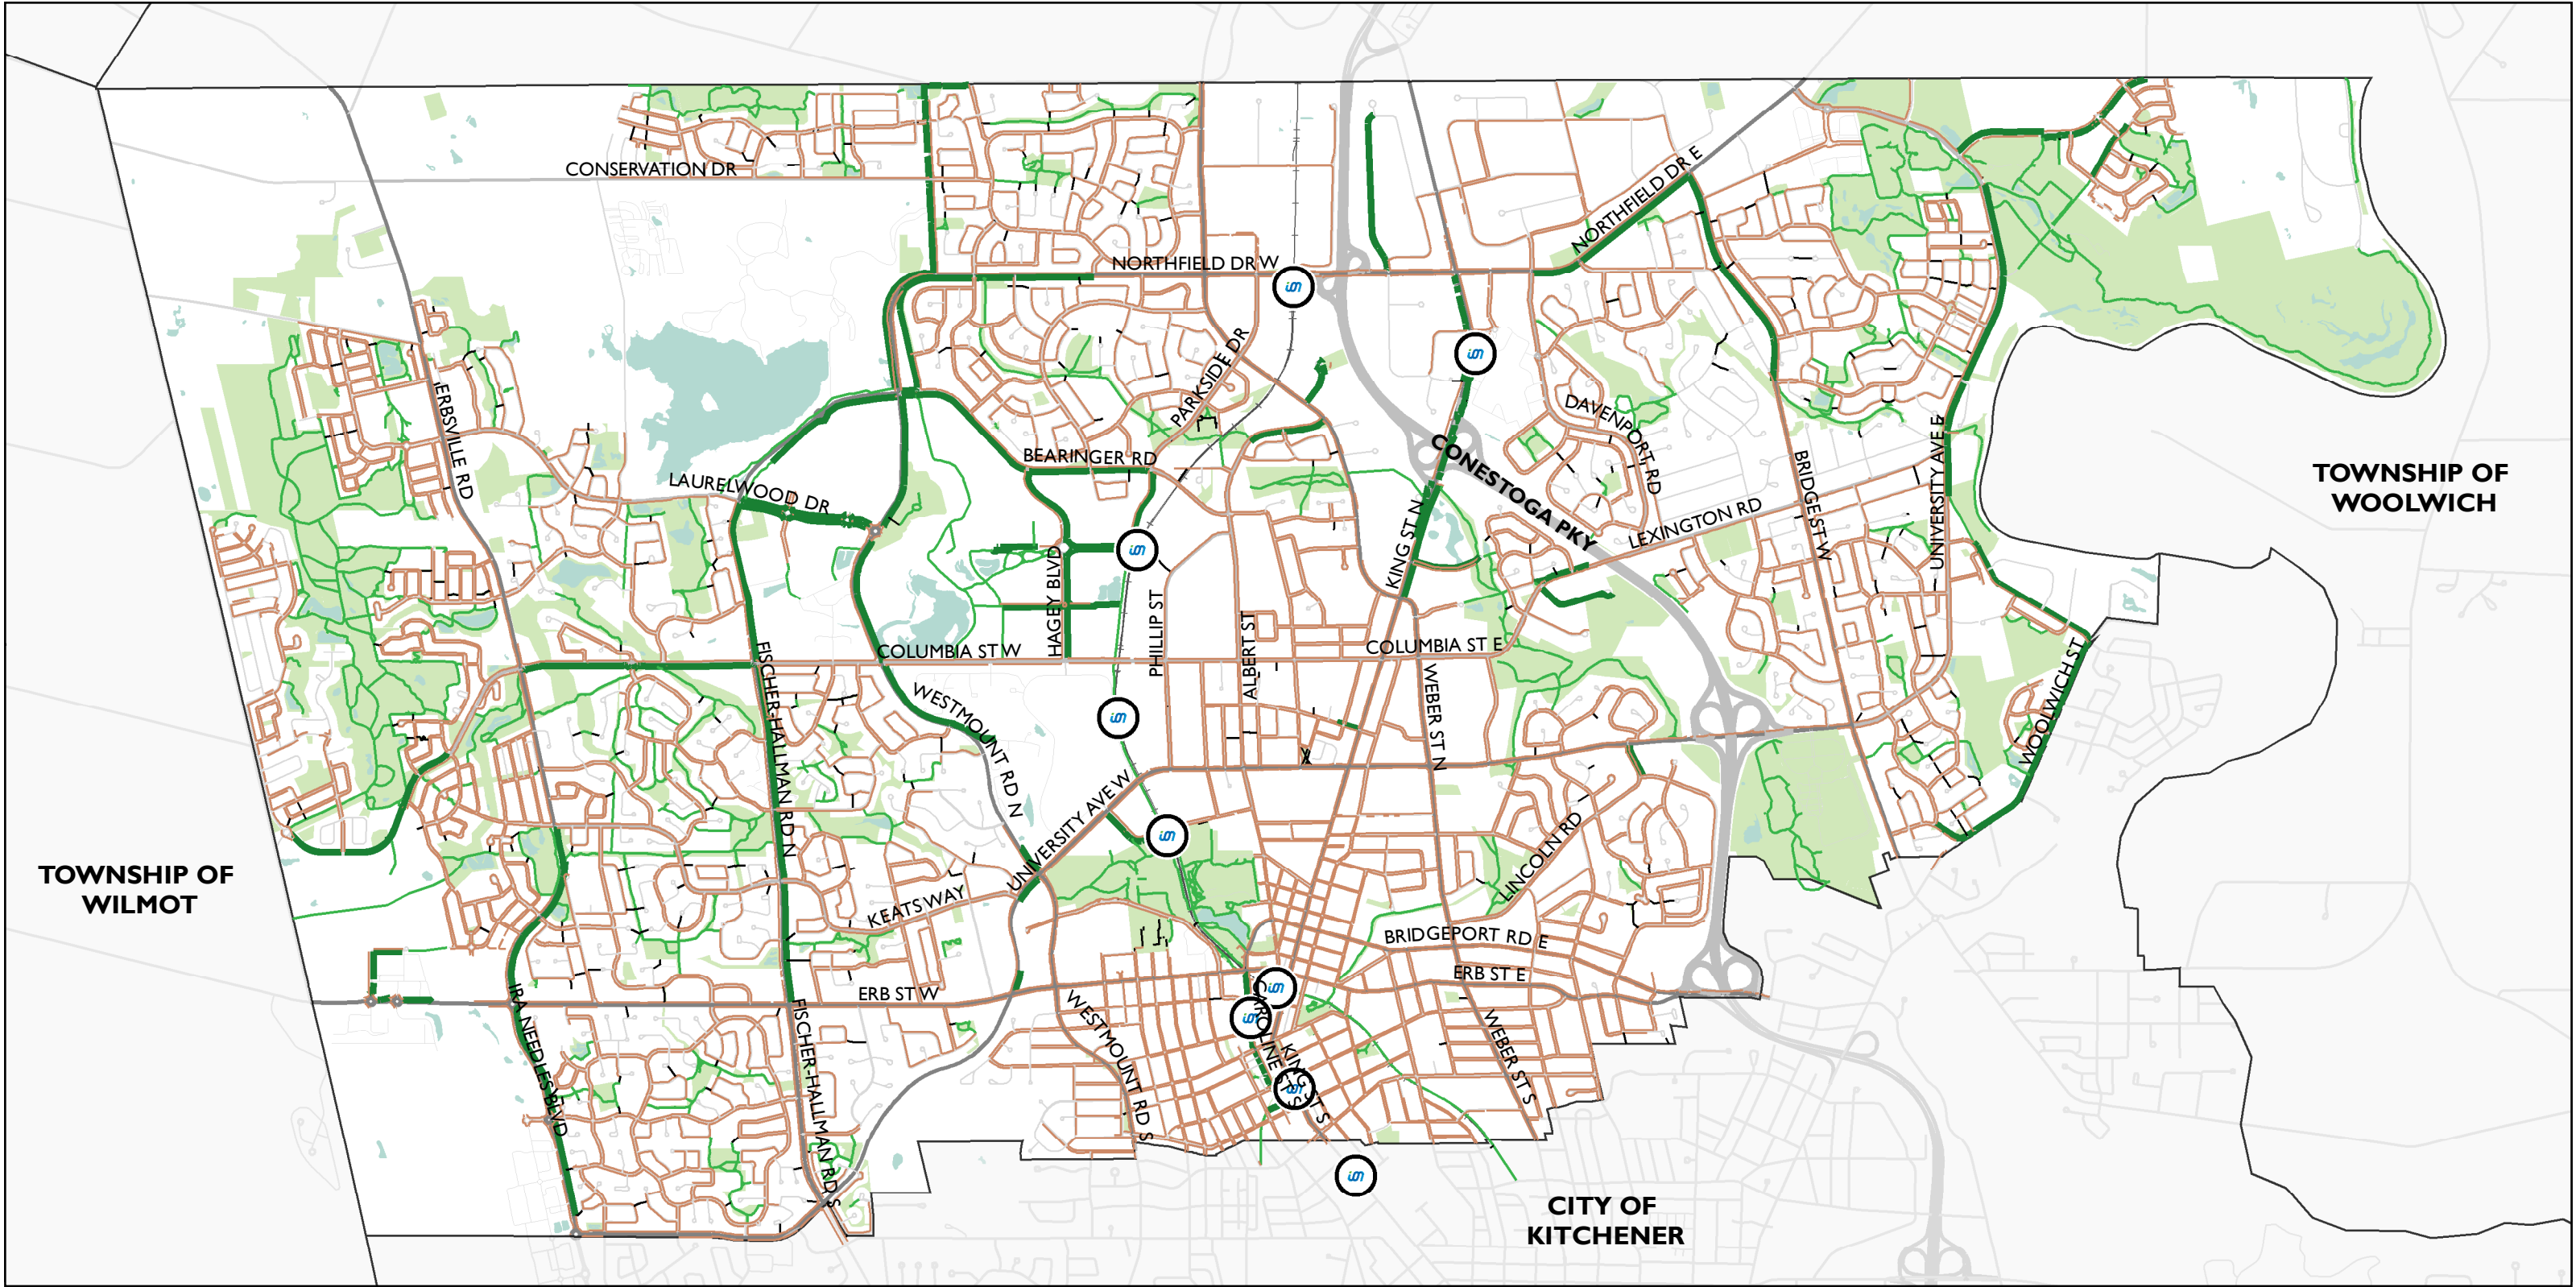 CONSERVATION DR
NORTHFIELD DR E
NORTHFIELD DR W
PARKSIDE DR
ERBSVILLE RD
DAVENPORT RD
CONESTOGA PKY
BEARINGER RD
LAURELWOOD DR
BRIDGE ST W
UNIVERSITY AVE E
TOWNSHIP OF
WOOLWICH
LEXINGTON RD
KING ST N
HAGEY BLVD
PHILLIP ST
ALBERT ST
COLUMBIA ST W
COLUMBIA ST E
FISCHER-HALLMAN RD N
WESTMOUNT RD N
WEBER ST N
WOOLWICH ST
UNIVERSITY AVE W
LINCOLN RD
TOWNSHIP OF
WILMOT
KEATS WAY
BRIDGEPORT RD E
ERB ST E
ERB ST W
IRA NEEDLES BLVD
FISCHER-HALLMAN RD S
WESTMOUNT RD S
CAROLINE ST S
KING ST S
WEBER ST S
CITY OF
KITCHENER